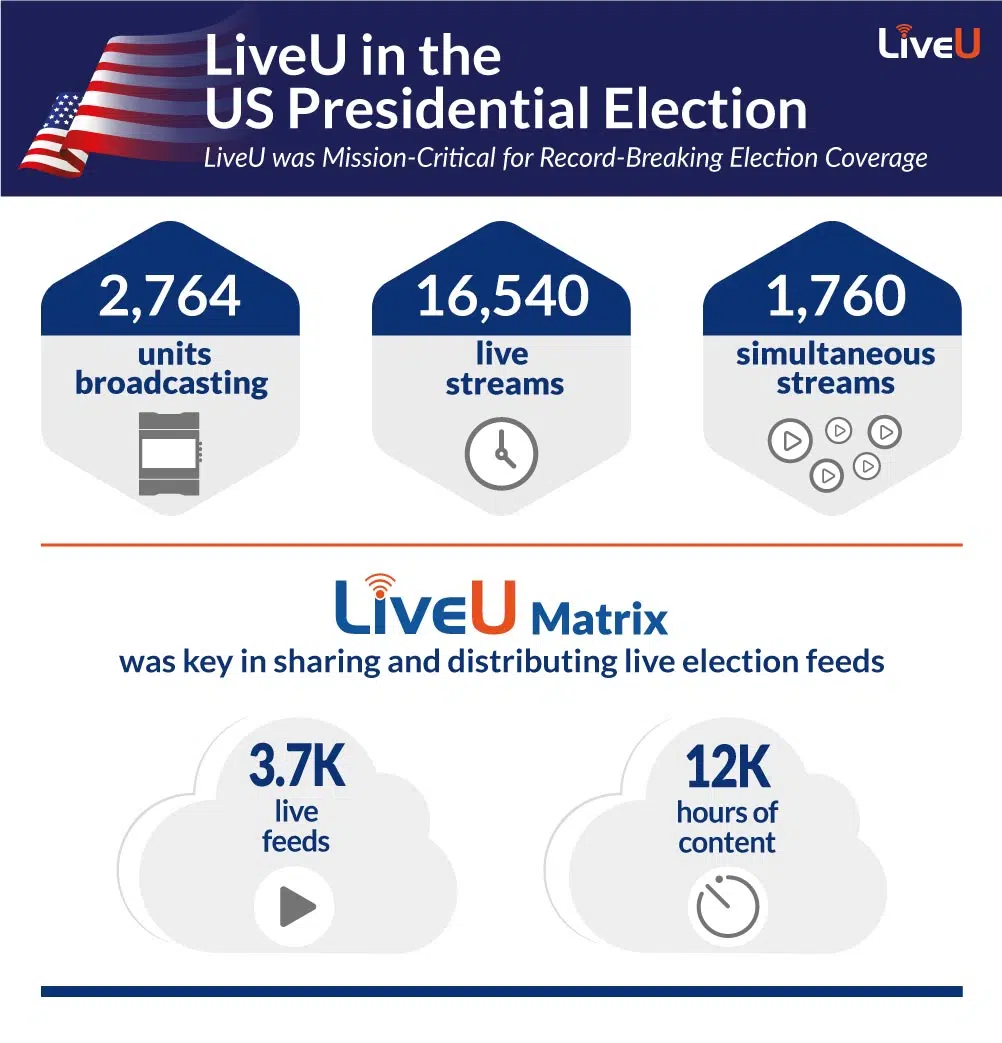 LiveU in the
LiveU
US Presidential Election
LiveU was Mission-Critical for Record-Breaking Election Coverage
2,764
units
broadcasting
16,540
live
streams
1,760
simultaneous
streams
LiveU Matrix
was key in sharing and distributing live election feeds
3.7K
live
feeds
12K
hours of
content